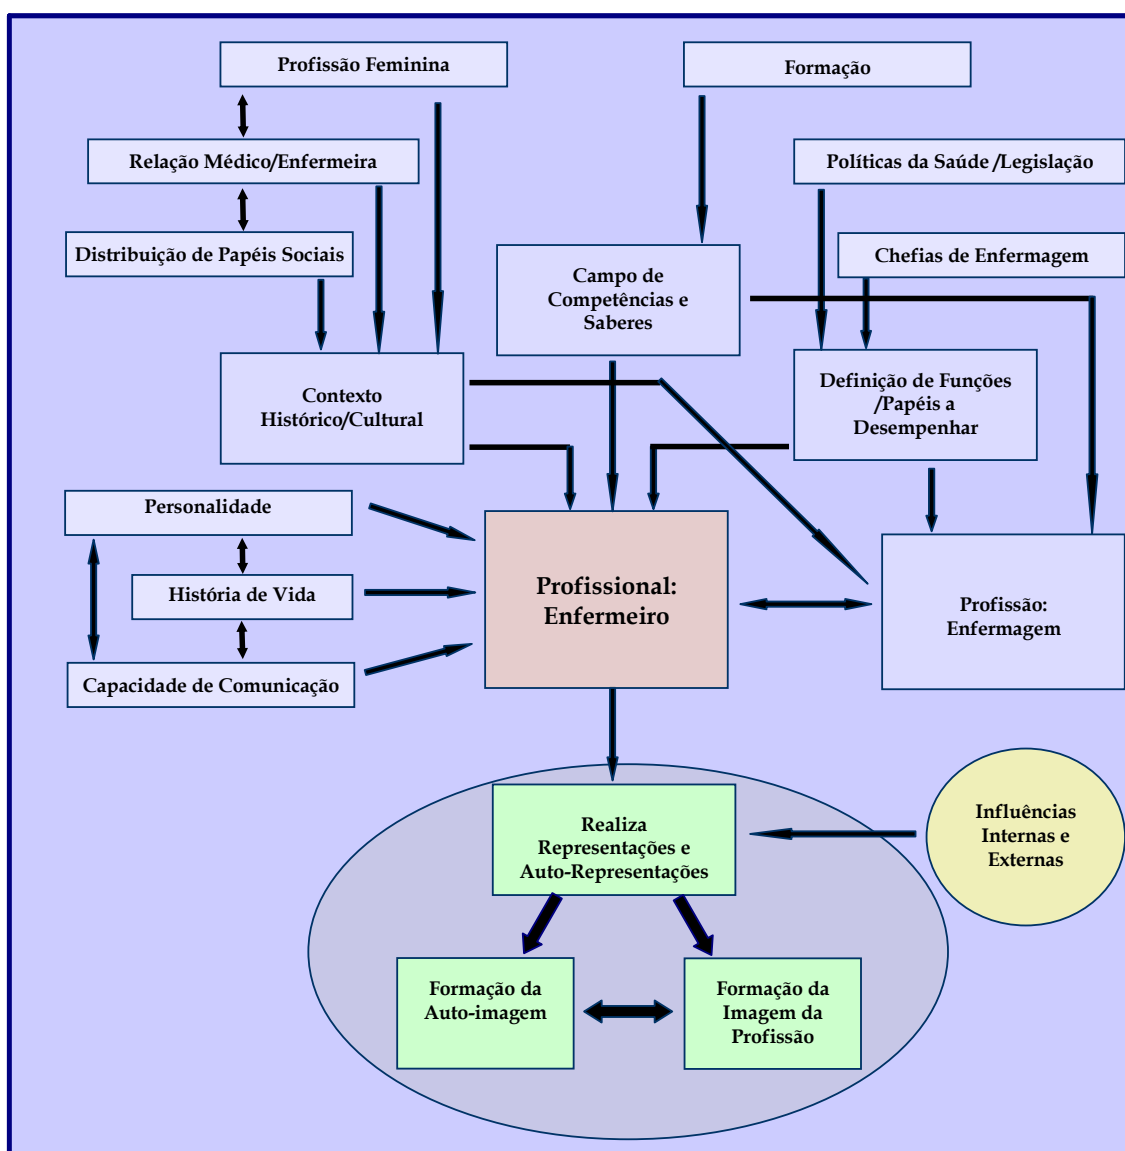 Profissão Feminina
Formação
Relação Médico/Enfermeira
Políticas da Saúde /Legislação
Distribuição de Papéis Sociais
Chefias de Enfermagem
Campo de
Competências e
Saberes
Contexto
Histórico/Cultural
Definição de Funções
/Papéis a
Desempenhar
Personalidade
História de Vida
Capacidade de Comunicação
Profissional:
Enfermeiro
Profissão:
Enfermagem
Realiza
Representações e
Auto-Representações
Influências
Internas e
Externas
Formação da
Auto-imagem
Formação da
Imagem da
Profissão